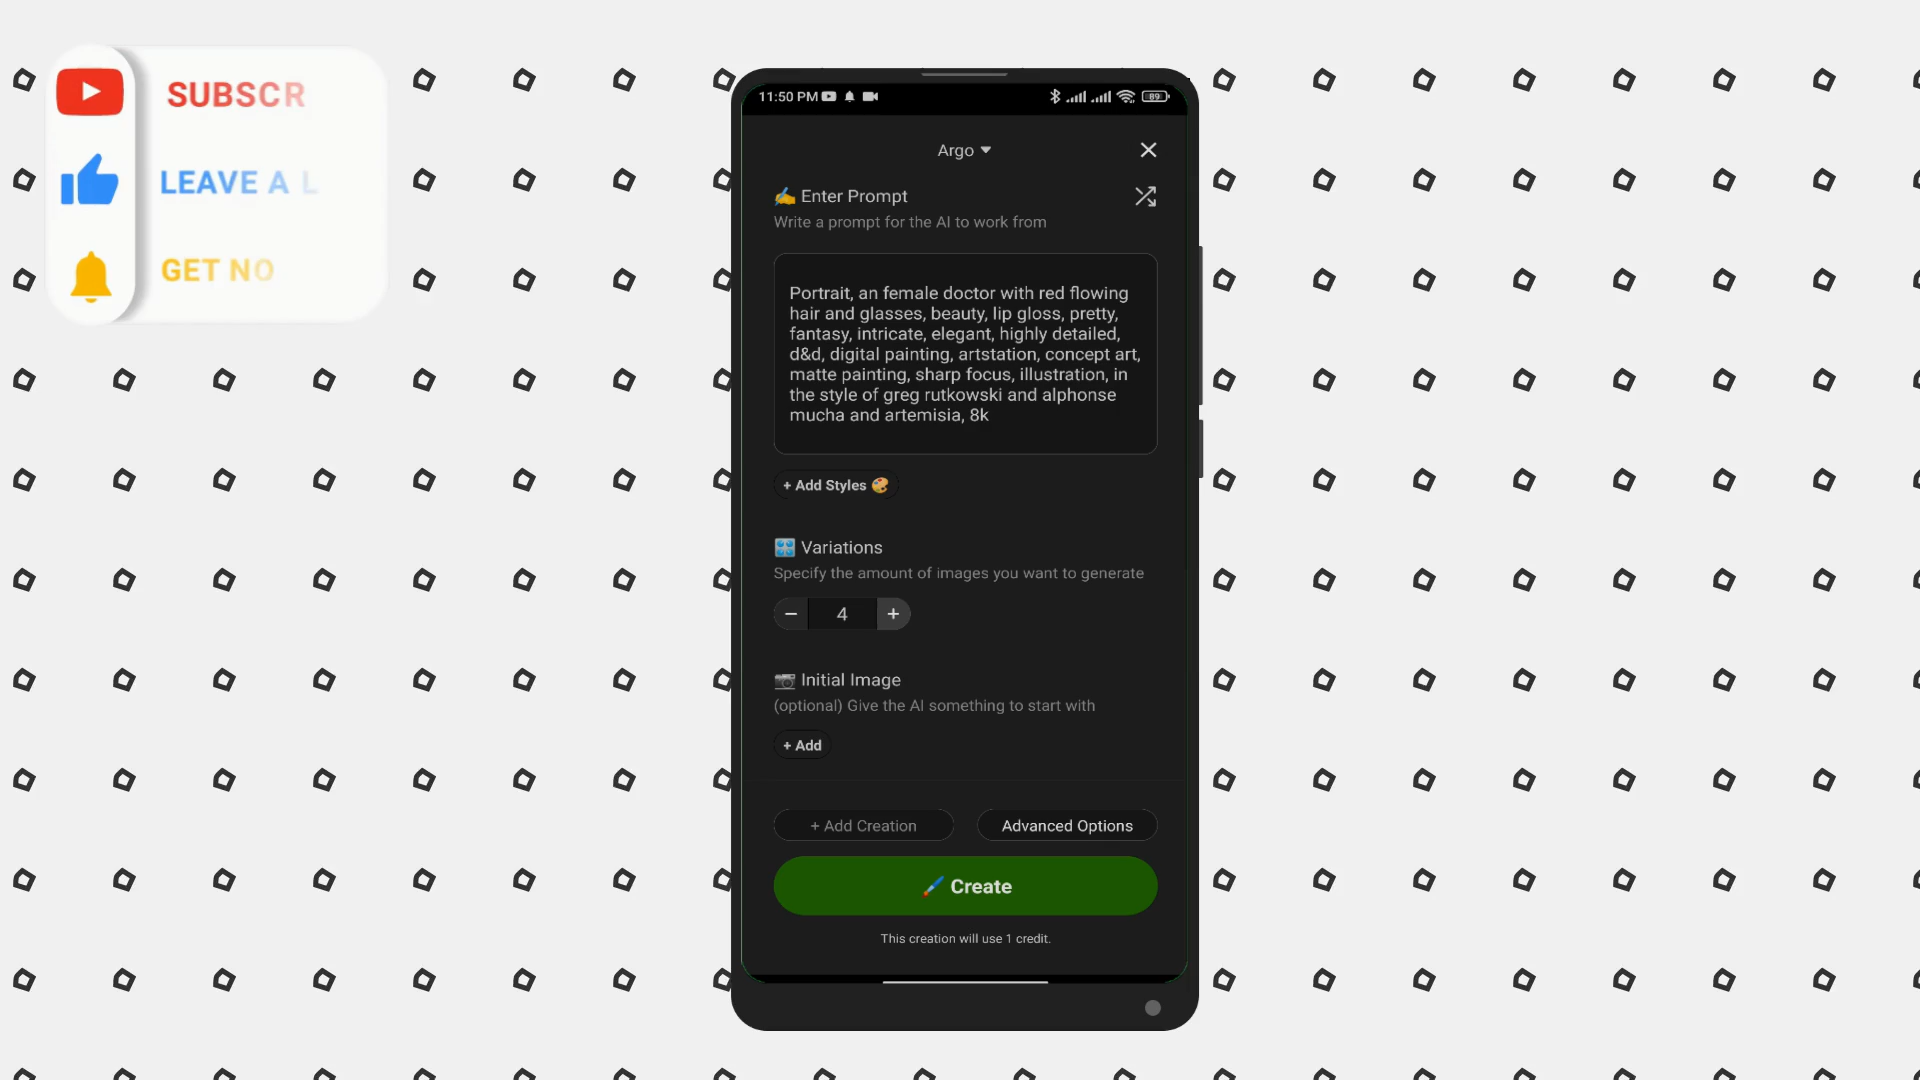 SUBSCR
LEAVE A L
GET NO
11:50 PM
89
Argo
Enter Prompt
Write a prompt for the AI to work from
Portrait, an female doctor with red flowing
hair and glasses, beauty, lip gloss, pretty,
fantasy, intricate, elegant, highly detailed,
d&d, digital painting, artstation, concept art,
matte painting, sharp focus, illustration, in
the style of greg rutkowski and alphonse
mucha and artemisia, 8k
+ Add Styles
Variations
Specify the amount of images you want to generate
− 4 +
Initial Image
(optional) Give the AI something to start with
+ Add
+ Add Creation
Advanced Options
Create
This creation will use 1 credit.